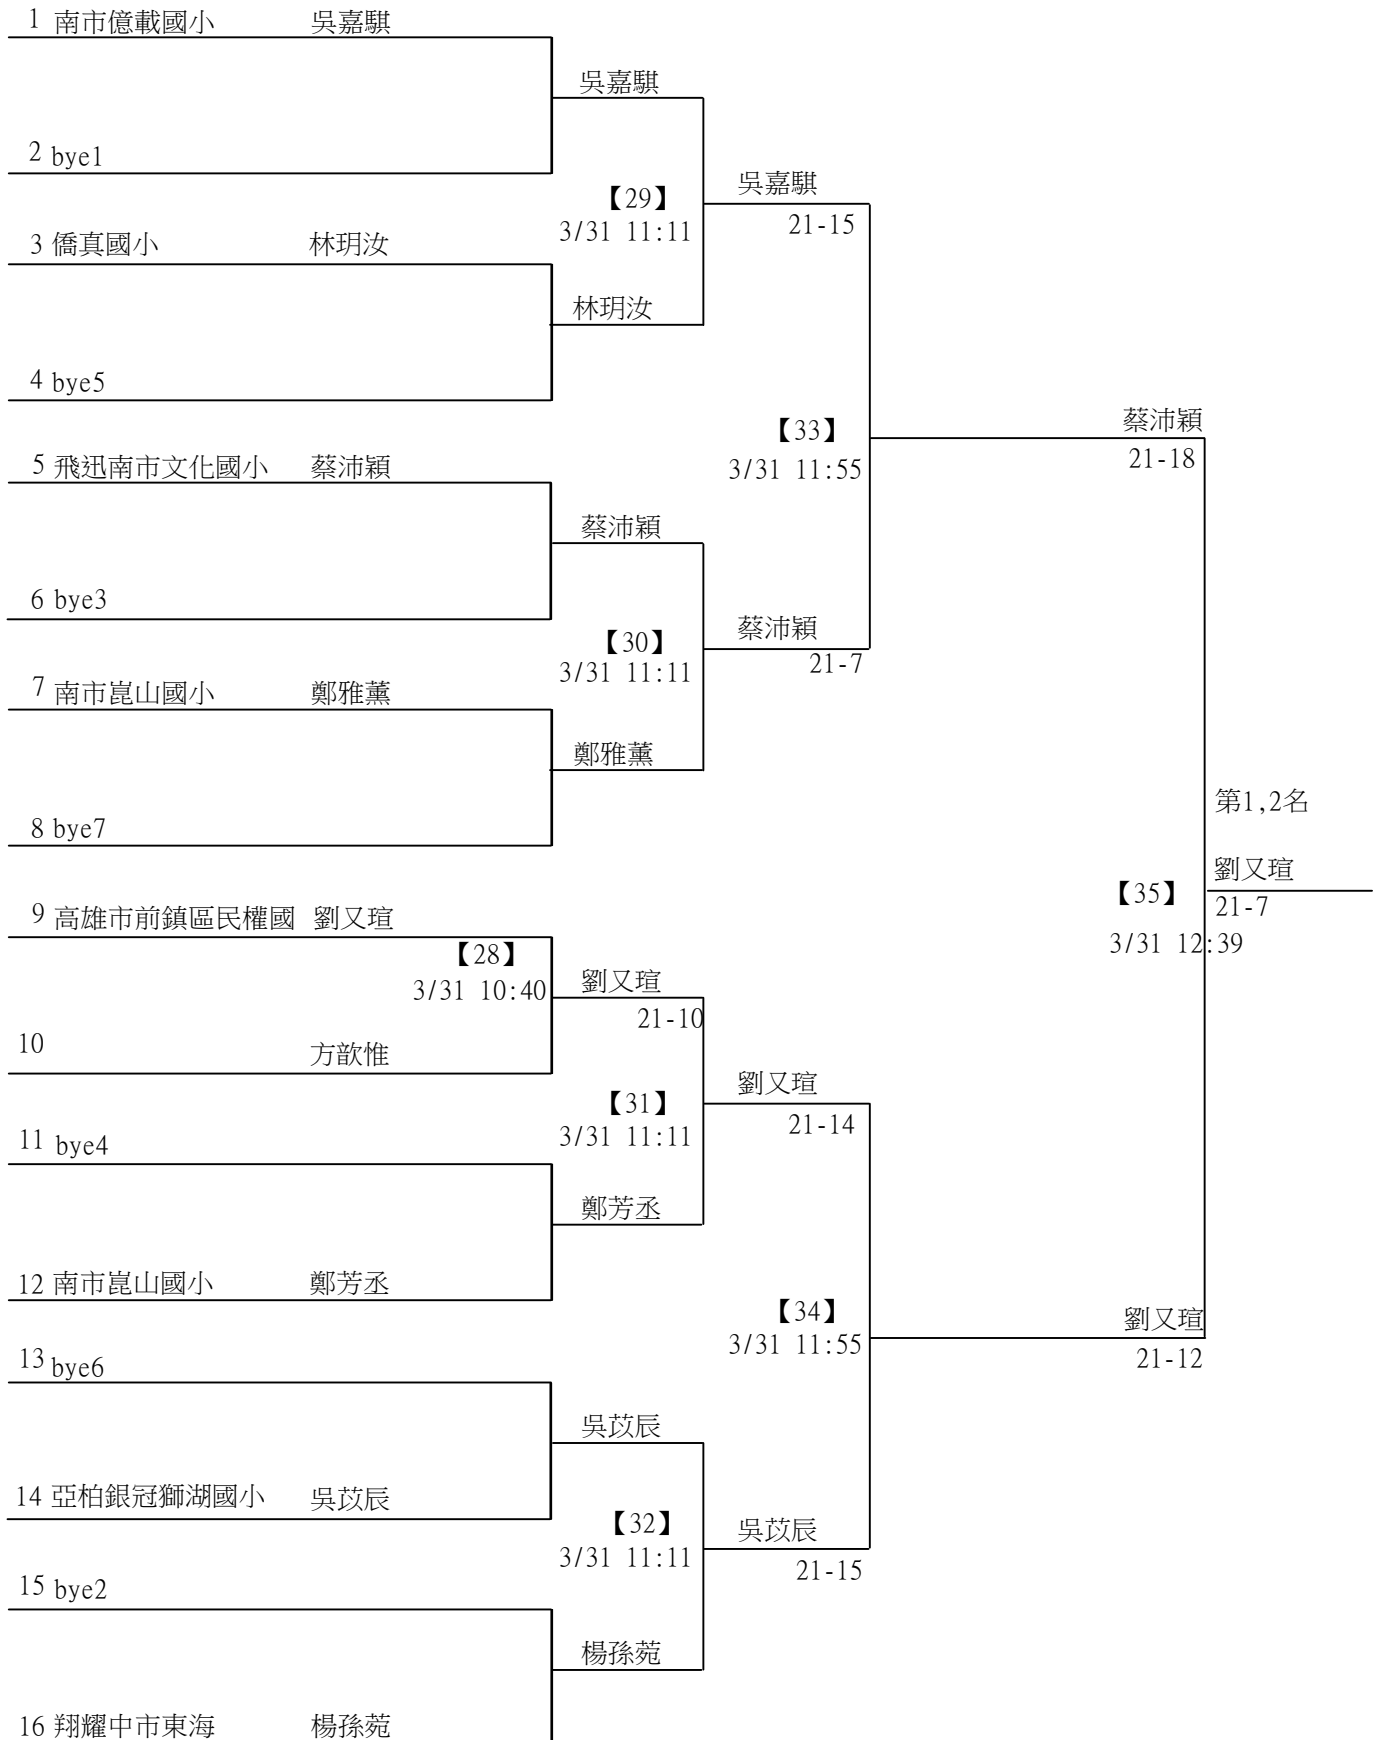 1 南市億載國小 吳嘉騏
吳嘉騏
2 bye1
【29】
3/31 11:11
吳嘉騏
21-15
3 僑真國小 林玥汝
林玥汝
4 bye5
【33】
3/31 11:55
蔡沛穎
21-18
5 飛迅南市文化國小 蔡沛穎
蔡沛穎
6 bye3
【30】
3/31 11:11
蔡沛穎
21-7
7 南市崑山國小 鄭雅薰
鄭雅薰
8 bye7
第1,2名
劉又瑄
21-7
【35】
3/31 12:39
9 高雄市前鎮區民權國 劉又瑄
【28】
3/31 10:40
劉又瑄
21-10
10 方歆惟
【31】
3/31 11:11
劉又瑄
21-14
11 bye4
鄭芳丞
12 南市崑山國小 鄭芳丞
【34】
3/31 11:55
劉又瑄
21-12
13 bye6
吳苡辰
14 亞柏銀冠獅湖國小 吳苡辰
【32】
3/31 11:11
吳苡辰
21-15
15 bye2
楊孫菀
16 翔耀中市東海 楊孫菀